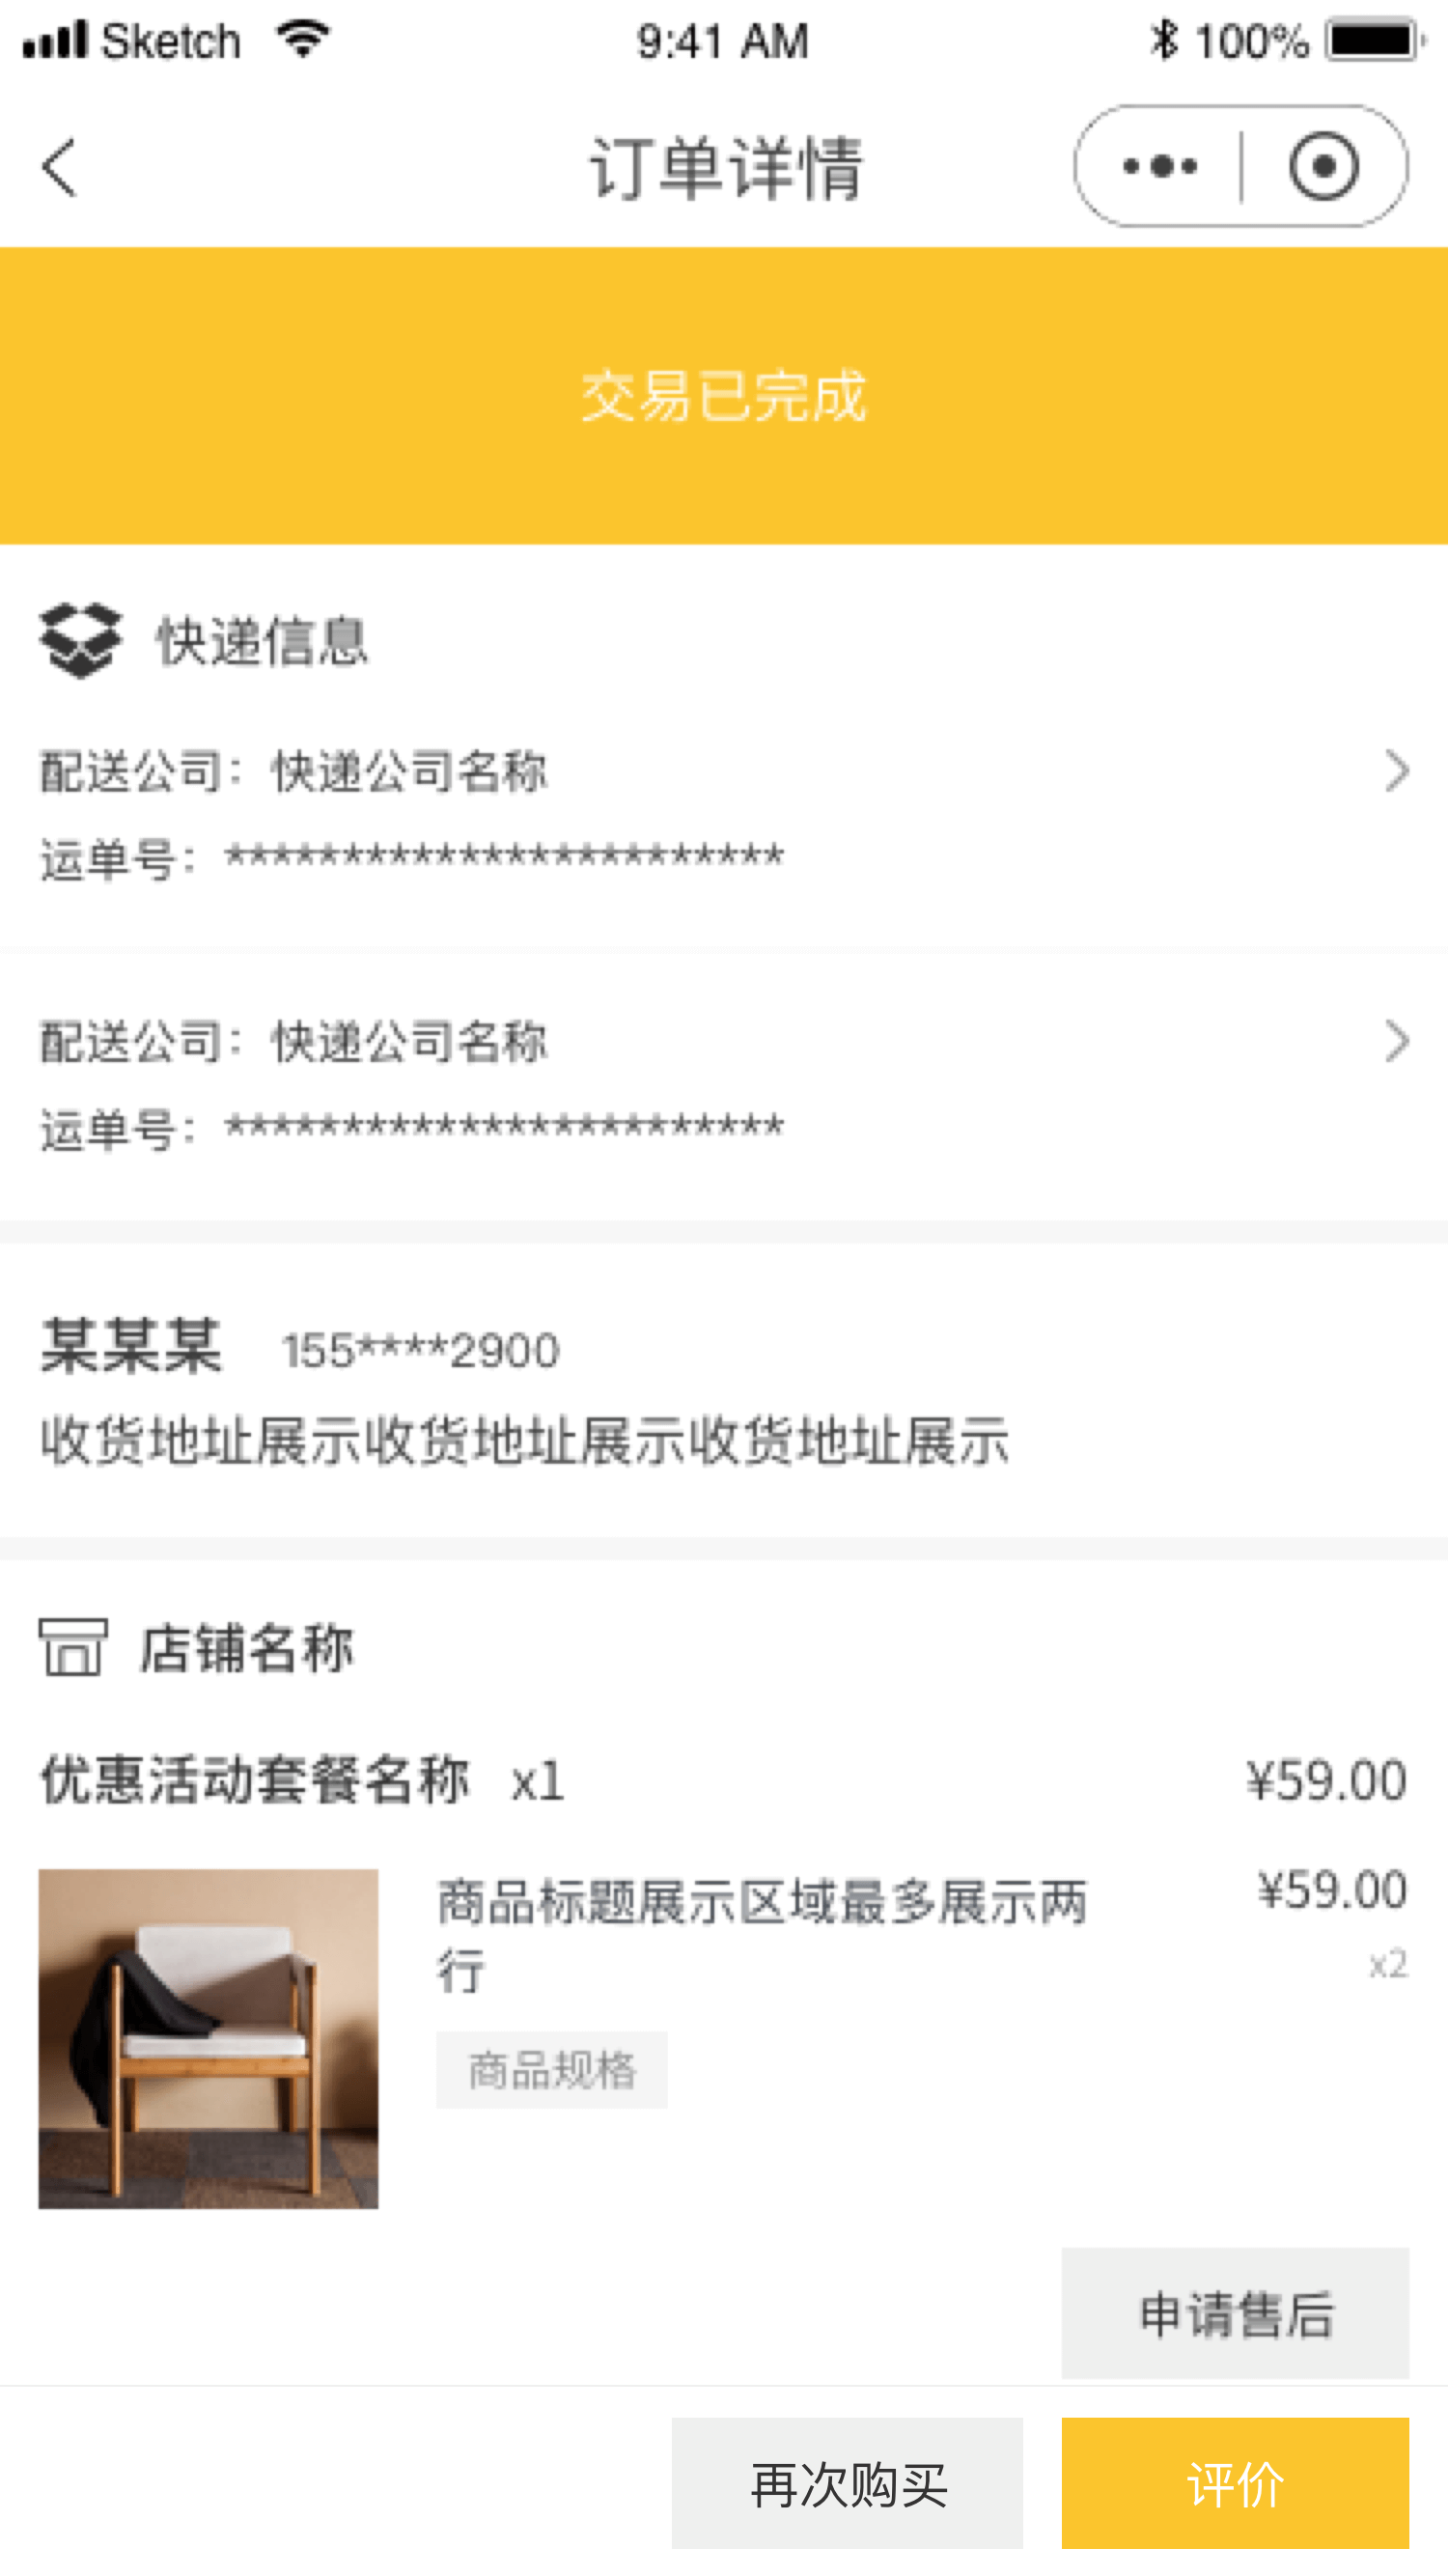 Sketch 9:41 AM 100%
订单详情
交易已完成
快递信息
配送公司：快递公司名称
运单号：************************
配送公司：快递公司名称
运单号：************************
某某某 155****2900
收货地址展示收货地址展示收货地址展示
店铺名称
优惠活动套餐名称 x1 ¥59.00
商品标题展示区域最多展示两 ¥59.00
行 x2
商品规格
申请售后
再次购买 评价